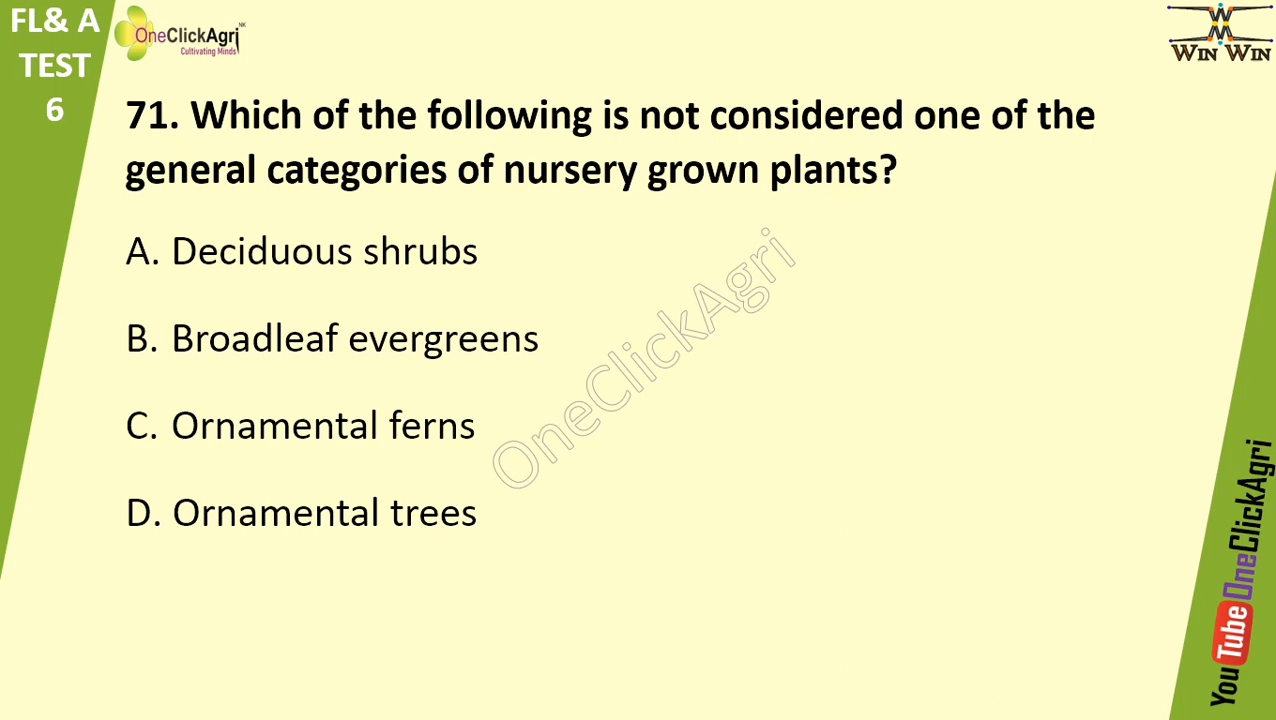 FL& A
TEST
6
OneClickAgri NK
Cultivating Minds
WIN WIN
71. Which of the following is not considered one of the
general categories of nursery grown plants?
A. Deciduous shrubs
B. Broadleaf evergreens
C. Ornamental ferns
D. Ornamental trees
OneClickAgri
YouTube OneClickAgri